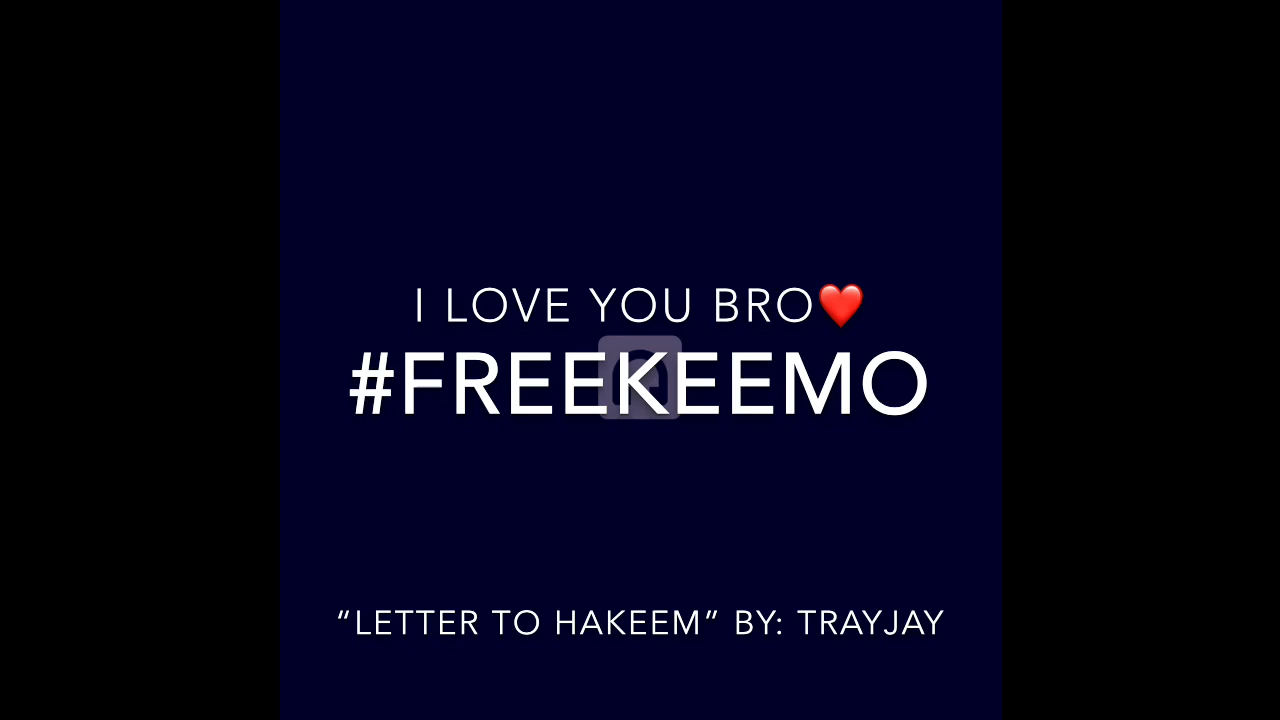 I LOVE YOU BRO❤️
#FREEKEEMO
“LETTER TO HAKEEM” BY: TRAYJAY